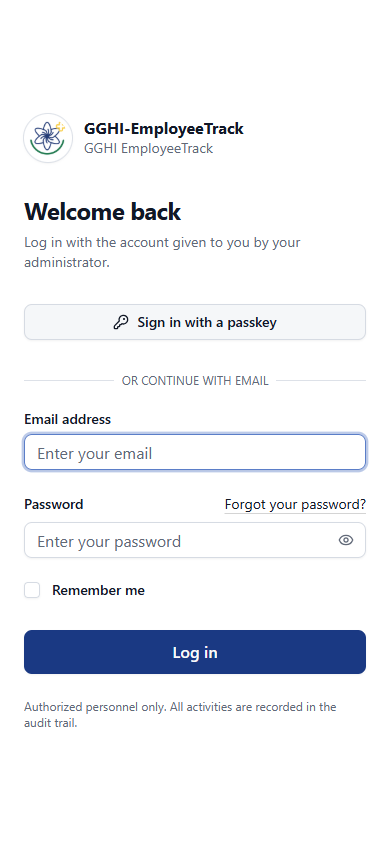 GGHI-EmployeeTrack
GGHI EmployeeTrack
Welcome back
Log in with the account given to you by your
administrator.
Sign in with a passkey
OR CONTINUE WITH EMAIL
Email address
Enter your email
Password
Forgot your password?
Enter your password
Remember me
Log in
Authorized personnel only. All activities are recorded in the
audit trail.